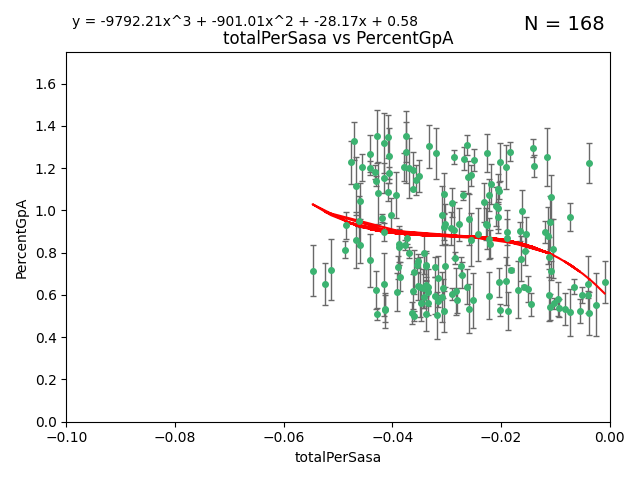 y = -9792.21x^3 + -901.01x^2 + -28.17x + 0.58
N = 168
totalPerSasa vs PercentGpA
PercentGpA
1.6
1.4
1.2
1.0
0.8
0.6
0.4
0.2
0.0
−0.10 −0.08 −0.06 −0.04 −0.02 0.00
totalPerSasa